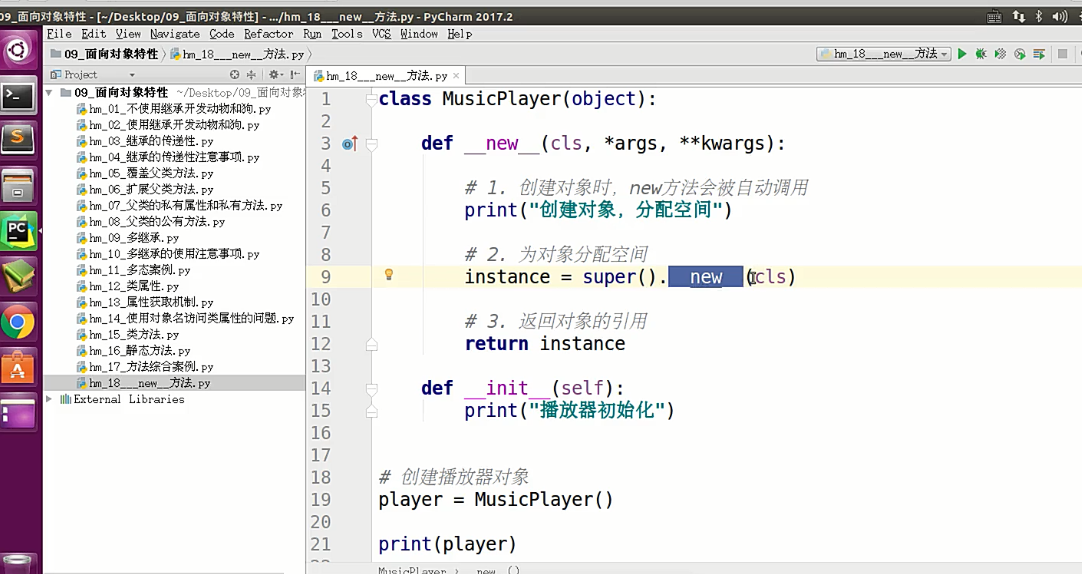 09_面向对象特性 - [~/Desktop/09_面向对象特性] - .../hm_18___new__方法.py - PyCharm 2017.2
File Edit View Navigate Code Refactor Run Tools VCS Window Help
09_面向对象特性 hm_18___new__方法.py
hm_18___new__方法
Project
hm_18___new__方法.py
09_面向对象特性 ~/Desktop/09_面向对象
hm_01_不使用继承开发动物和狗.py
hm_02_使用继承开发动物和狗.py
hm_03_继承的传递性.py
hm_04_继承的传递性注意事项.py
hm_05_覆盖父类方法.py
hm_06_扩展父类方法.py
hm_07_父类的私有属性和私有方法.py
hm_08_父类的公有方法.py
hm_09_多继承.py
hm_10_多继承的使用注意事项.py
hm_11_多态案例.py
hm_12_类属性.py
hm_13_属性获取机制.py
hm_14_使用对象名访问类属性的问题.py
hm_15_类方法.py
hm_16_静态方法.py
hm_17_方法综合案例.py
hm_18___new__方法.py
External Libraries
PC
1 class MusicPlayer(object):
2
3 def __new__(cls, *args, **kwargs):
4
5 # 1. 创建对象时，new方法会被自动调用
6 print("创建对象，分配空间")
7
8 # 2. 为对象分配空间
9 instance = super().__new__(cls)
10
11 # 3. 返回对象的引用
12 return instance
13
14 def __init__(self):
15 print("播放器初始化")
16
17
18 # 创建播放器对象
19 player = MusicPlayer()
20
21 print(player)
MusicPlayer __new__()